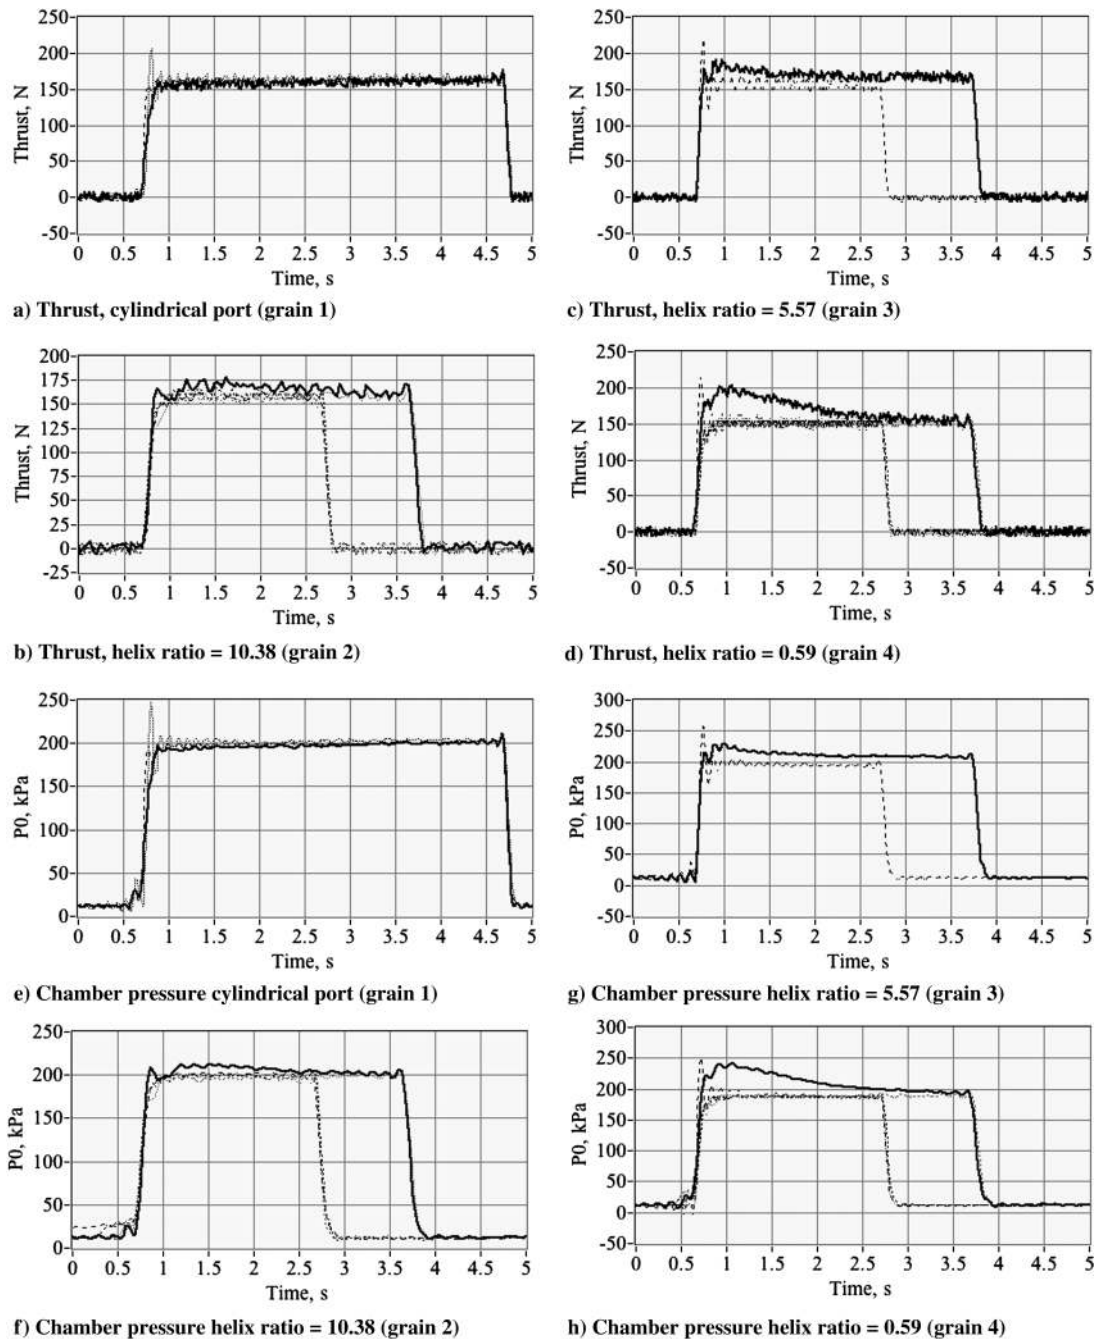 250-
200-
150-
100-
50-
0-
-50-
Thrust, N
0 0.5 1 1.5 2 2.5 3 3.5 4 4.5 5
Time, s
a) Thrust, cylindrical port (grain 1)
250-
200-
150-
100-
50-
0-
-50-
Thrust, N
0 0.5 1 1.5 2 2.5 3 3.5 4 4.5 5
Time, s
c) Thrust, helix ratio = 5.57 (grain 3)
200-
175-
150-
125-
100-
75-
50-
25-
0-
-25-
Thrust, N
0 0.5 1 1.5 2 2.5 3 3.5 4 4.5 5
Time, s
b) Thrust, helix ratio = 10.38 (grain 2)
250-
200-
150-
100-
50-
0-
-50-
Thrust, N
0 0.5 1 1.5 2 2.5 3 3.5 4 4.5 5
Time, s
d) Thrust, helix ratio = 0.59 (grain 4)
250-
200-
150-
100-
50-
0-
P0, kPa
0 0.5 1 1.5 2 2.5 3 3.5 4 4.5 5
Time, s
e) Chamber pressure cylindrical port (grain 1)
300-
250-
200-
150-
100-
50-
0-
-50-
P0, kPa
0 0.5 1 1.5 2 2.5 3 3.5 4 4.5 5
Time, s
g) Chamber pressure helix ratio = 5.57 (grain 3)
250-
200-
150-
100-
50-
0-
P0, kPa
0 0.5 1 1.5 2 2.5 3 3.5 4 4.5 5
Time, s
f) Chamber pressure helix ratio = 10.38 (grain 2)
300-
250-
200-
150-
100-
50-
0-
-50-
P0, kPa
0 0.5 1 1.5 2 2.5 3 3.5 4 4.5 5
Time, s
h) Chamber pressure helix ratio = 0.59 (grain 4)